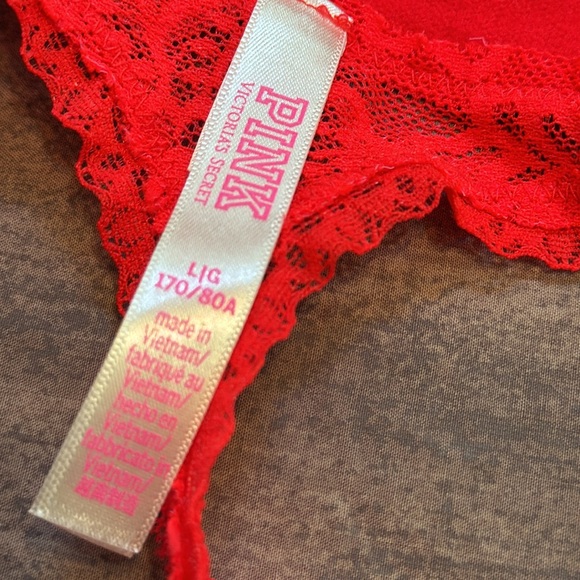 PINK
VICTORIA'S SECRET
L|G
170/80A
made in
Vietnam/
fabriqué au
Vietnam/
hecho en
Vietnam/
fabbricato in
Vietnam/
越南制造